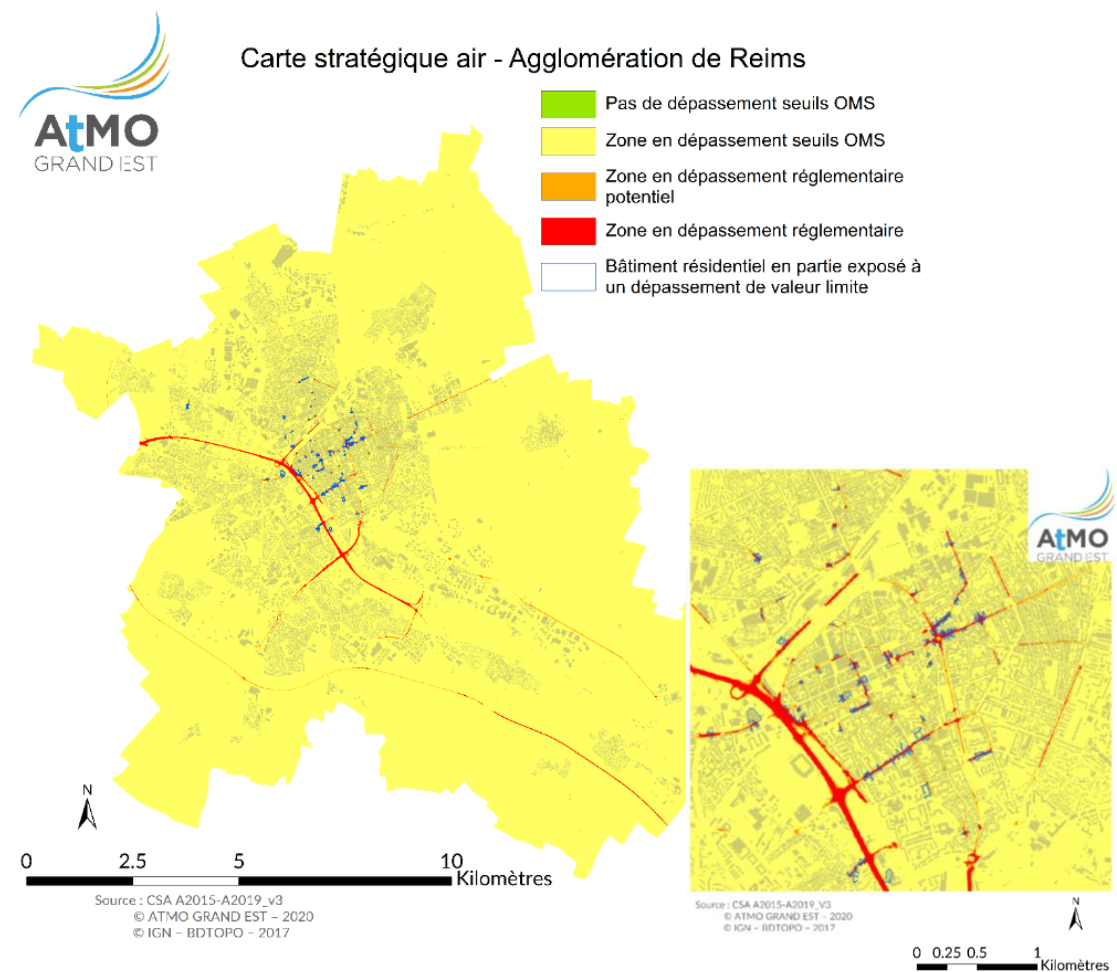 Carte stratégique air - Agglomération de Reims
AtMO
GRAND EST
Pas de dépassement seuils OMS
Zone en dépassement seuils OMS
Zone en dépassement réglementaire
potentiel
Zone en dépassement réglementaire
Bâtiment résidentiel en partie exposé à
un dépassement de valeur limite
AtMO
GRAND EST
N
0 2.5 5 10
Kilomètres
Source : CSA A2015-A2019_v3
© ATMO GRAND EST – 2020
© IGN – BDTOPO – 2017
Source : CSA A2015-A2019_V3
© ATMO GRAND EST – 2020
© IGN – BDTOPO – 2017
N
0 0.25 0.5 1
Kilomètres